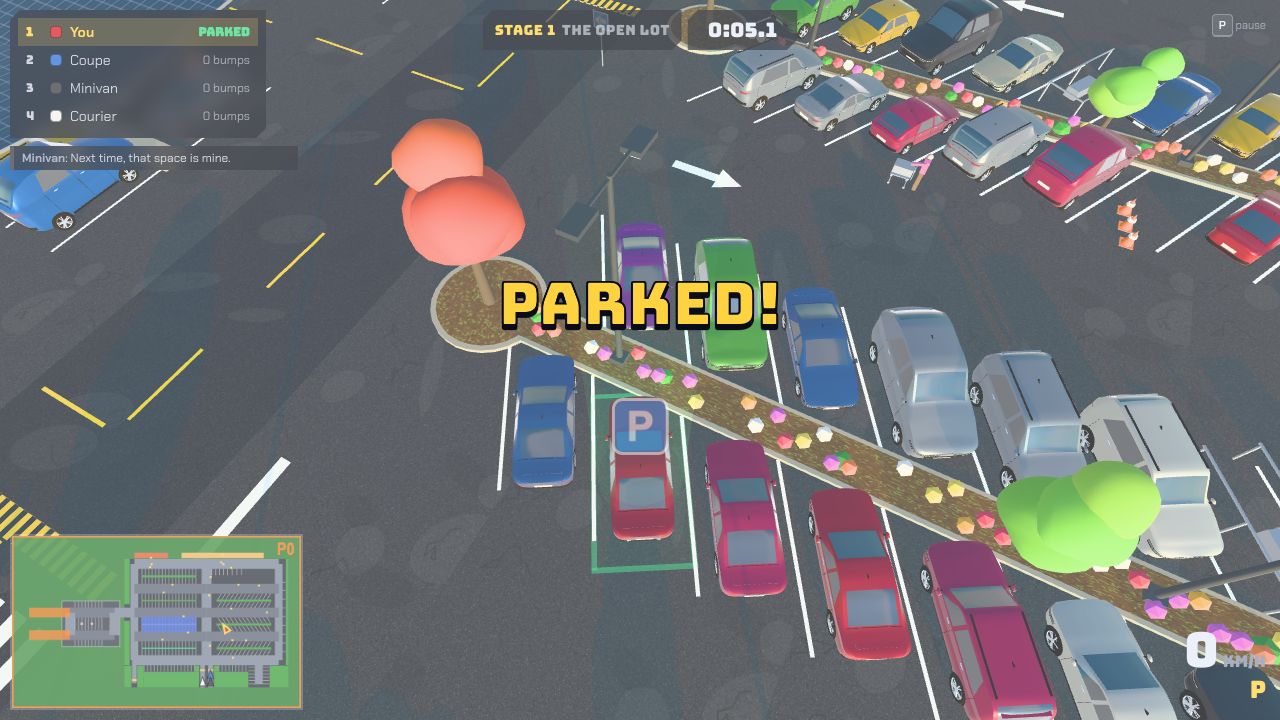 1 You PARKED
2 Coupe 0 bumps
3 Minivan 0 bumps
4 Courier 0 bumps
Minivan: Next time, that space is mine.
STAGE 1 THE OPEN LOT 0:05.1
P pause
PARKED!
P
P0
0 KM/H
P